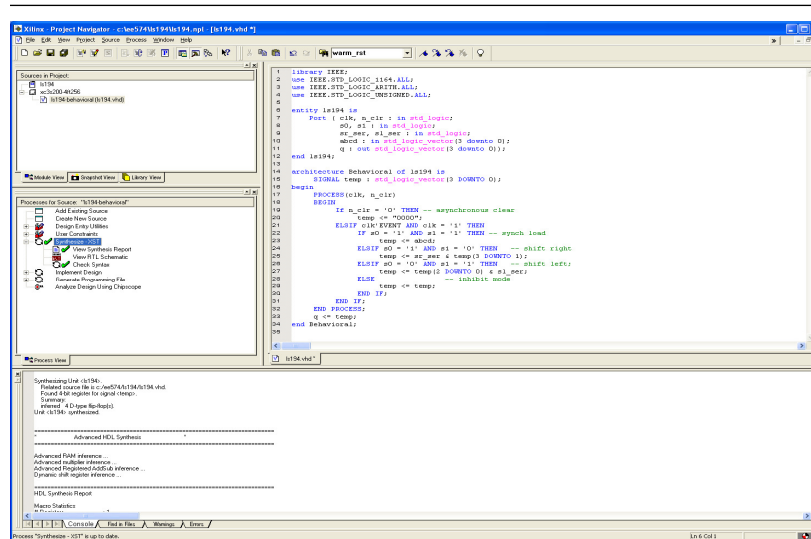 Xilinx - Project Navigator - c:\ee574\ls194\ls194.npl - [ls194.vhd *]
File Edit View Project Source Process Window Help
warm_rst
Sources in Project:
ls194
xc3s200-4ft256
ls194-behavioral (ls194.vhd)
Module View Snapshot View Library View
Processes for Source: "ls194-behavioral"
Add Existing Source
Create New Source
Design Entry Utilities
User Constraints
Synthesize - XST
View Synthesis Report
View RTL Schematic
Check Syntax
Implement Design
Generate Programming File
Analyze Design Using Chipscope
Process View
1 library IEEE;
2 use IEEE.STD_LOGIC_1164.ALL;
3 use IEEE.STD_LOGIC_ARITH.ALL;
4 use IEEE.STD_LOGIC_UNSIGNED.ALL;
5
6 entity ls194 is
7 Port ( clk, n_clr : in std_logic;
8 s0, s1 : in std_logic;
9 sr_ser, sl_ser : in std_logic;
10 abcd : in std_logic_vector(3 downto 0);
11 q : out std_logic_vector(3 downto 0));
12 end ls194;
13
14 architecture Behavioral of ls194 is
15 SIGNAL temp : std_logic_vector(3 DOWNTO 0);
16 begin
17 PROCESS(clk, n_clr)
18 BEGIN
19 If n_clr = '0' THEN -- asynchronous clear
20 temp <= "0000";
21 ELSIF clk'EVENT AND clk = '1' THEN
22 IF s0 = '1' AND s1 = '1' THEN -- synch load
23 temp <= abcd;
24 ELSIF s0 = '1' AND s1 = '0' THEN -- shift right
25 temp <= sr_ser & temp(3 DOWNTO 1);
26 ELSIF s0 = '0' AND s1 = '1' THEN -- shift left;
27 temp <= temp(2 DOWNTO 0) & sl_ser;
28 ELSE -- inhibit mode
29 temp <= temp;
30 END IF;
31 END IF;
32 END PROCESS;
33 q <= temp;
34 end Behavioral;
35
ls194.vhd *
Synthesizing Unit <ls194>.
Related source file is c:/ee574/ls194/ls194.vhd.
Found 4-bit register for signal <temp>.
Summary:
inferred 4 D-type flip-flop(s).
Unit <ls194> synthesized.
=========================================================================
* Advanced HDL Synthesis *
=========================================================================
Advanced RAM inference ...
Advanced multiplier inference ...
Advanced Registered AddSub inference ...
Dynamic shift register inference ...
=========================================================================
HDL Synthesis Report
Macro Statistics
# Registers : 1
Console Find in Files Warnings Errors
Process "Synthesize - XST" is up to date.
Ln 6 Col 1